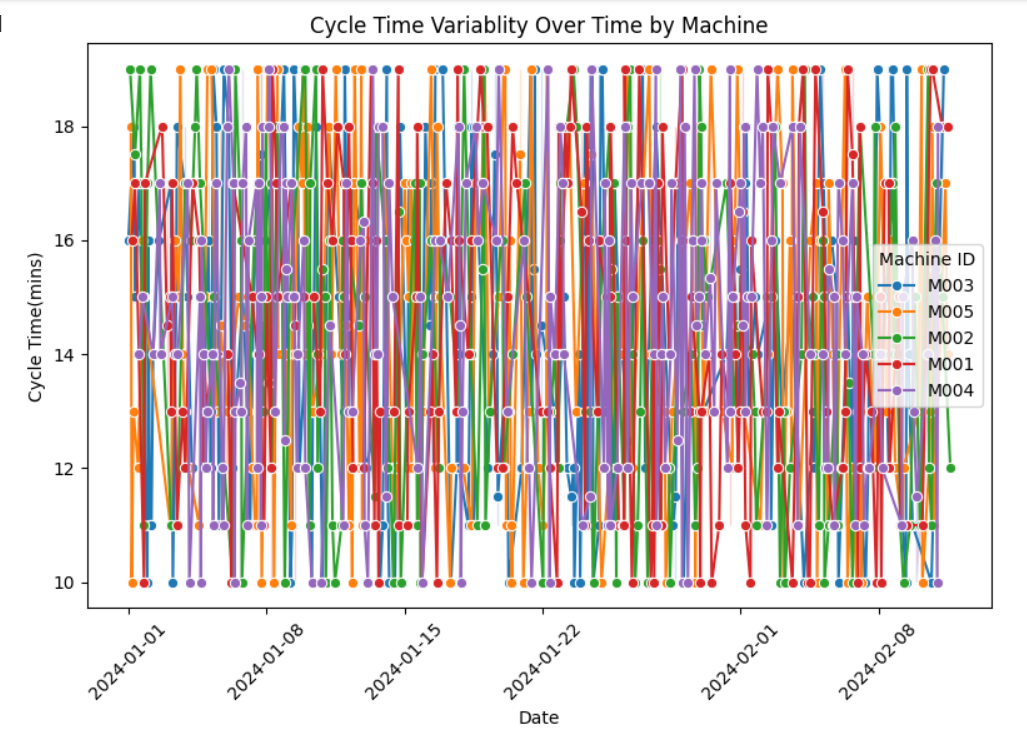 Cycle Time Variablity Over Time by Machine
Cycle Time(mins)
18
16
14
12
10
Machine ID
M003
M005
M002
M001
M004
2024-01-01
2024-01-08
2024-01-15
2024-01-22
2024-02-01
2024-02-08
Date